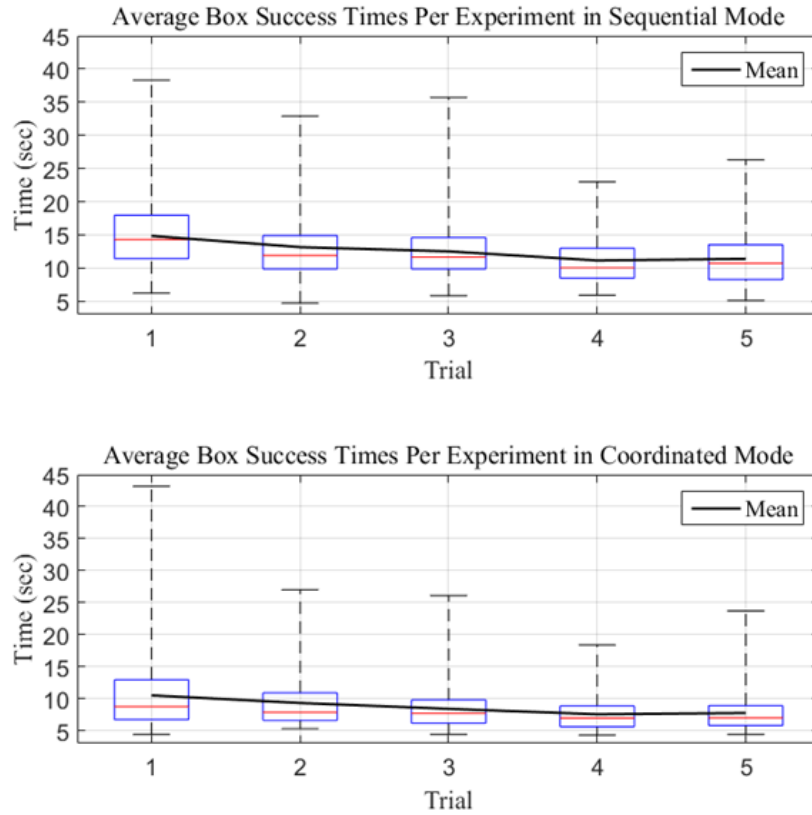 Average Box Success Times Per Experiment in Sequential Mode
45
40
35
30
25
20
15
10
5
Time (sec)
Mean
1 2 3 4 5
Trial
Average Box Success Times Per Experiment in Coordinated Mode
45
40
35
30
25
20
15
10
5
Time (sec)
Mean
1 2 3 4 5
Trial